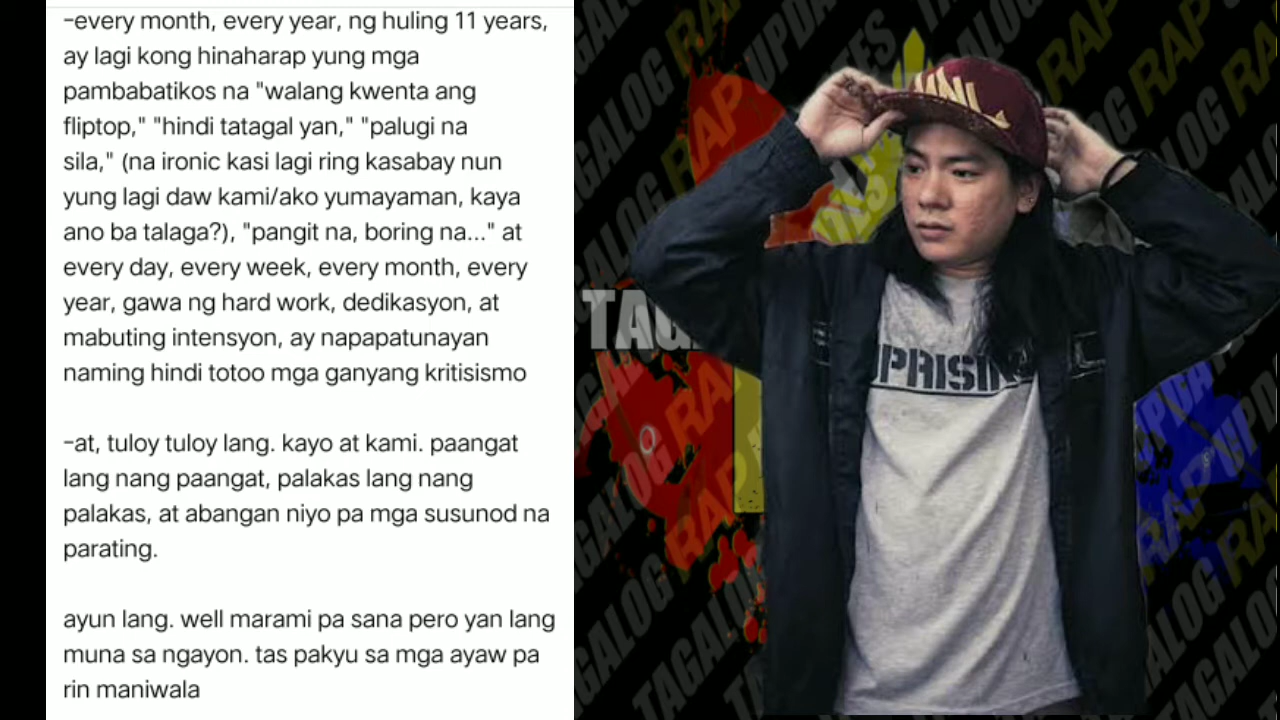 -every month, every year, ng huling 11 years,
ay lagi kong hinaharap yung mga
pambabatikos na "walang kwenta ang
fliptop," "hindi tatagal yan," "palugi na
sila," (na ironic kasi lagi ring kasabay nun
yung lagi daw kami/ako yumayaman, kaya
ano ba talaga?), "pangit na, boring na..." at
every day, every week, every month, every
year, gawa ng hard work, dedikasyon, at
mabuting intensyon, ay napapatunayan
naming hindi totoo mga ganyang kritisismo
-at, tuloy tuloy lang. kayo at kami. paangat
lang nang paangat, palakas lang nang
palakas, at abangan niyo pa mga susunod na
parating.
ayun lang. well marami pa sana pero yan lang
muna sa ngayon. tas pakyu sa mga ayaw pa
rin maniwala
MNL
UPRISING
TAGALOG RAP UPDATES